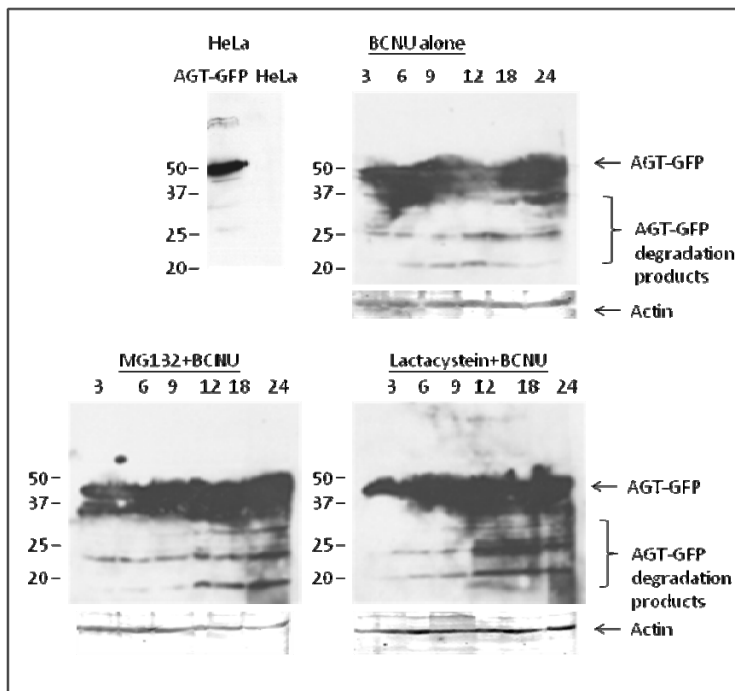 HeLa
AGT-GFP HeLa
50–
37–
25–
20–
BCNU alone
3 6 9 12 18 24
50–
37–
25–
20–
← AGT-GFP
AGT-GFP
degradation
products
← Actin
MG132+BCNU
3 6 9 12 18 24
50–
37–
25–
20–
Lactacystein+BCNU
3 6 9 12 18 24
50–
37–
25–
20–
← AGT-GFP
AGT-GFP
degradation
products
← Actin